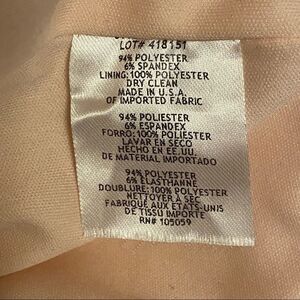 LOT# 418151
94% POLYESTER
6% SPANDEX
LINING: 100% POLYESTER
DRY CLEAN
MADE IN U.S.A.
OF IMPORTED FABRIC
94% POLIESTER
6% ESPANDEX
FORRO: 100% POLIESTER
LAVAR EN SECO
HECHO EN EE.UU.
DE MATERIAL IMPORTADO
94% POLYESTER
6% ELASTHANNE
DOUBLURE: 100% POLYESTER
NETTOYER À SEC
FABRIQUE AUX ETATS-UNIS
DE TISSU IMPORTE
RN# 105059